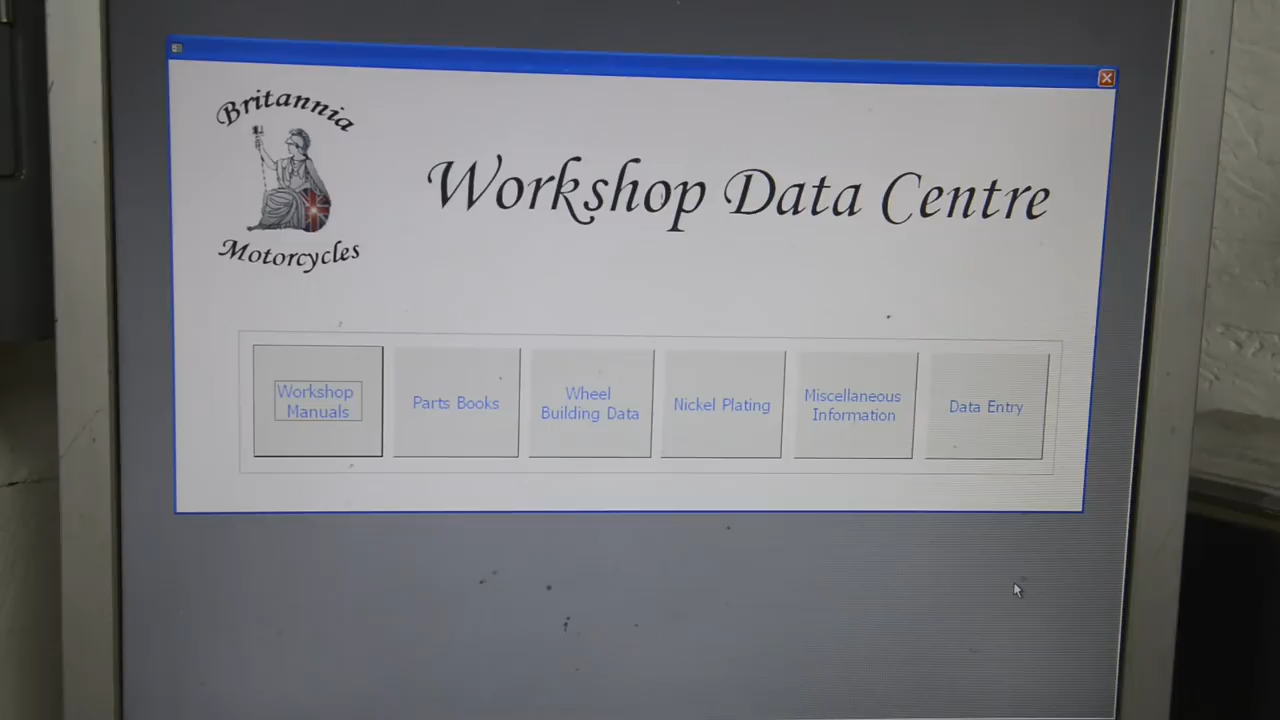 Britannia
Motorcycles
Workshop Data Centre
Workshop
Manuals
Parts Books
Wheel
Building Data
Nickel Plating
Miscellaneous
Information
Data Entry